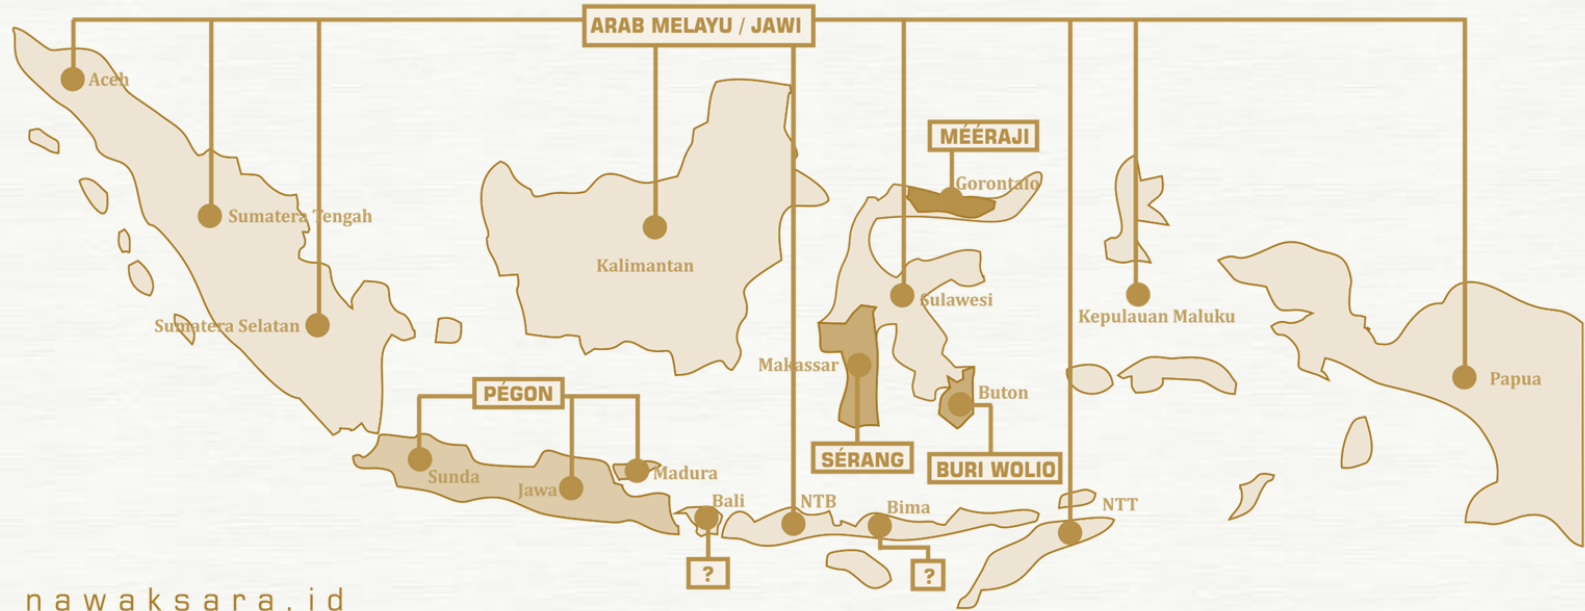 ARAB MELAYU / JAWI
Aceh
MÉÉRAJI
Gorontalo
Sumatera Tengah
Kalimantan
Sulawesi
Kepulauan Maluku
Sumatera Selatan
Makassar
Papua
PÉGON
Buton
SÉRANG
BURI WOLIO
Sunda
Madura
Jawa
Bali
NTB
Bima
NTT
?
?
nawaksara.id